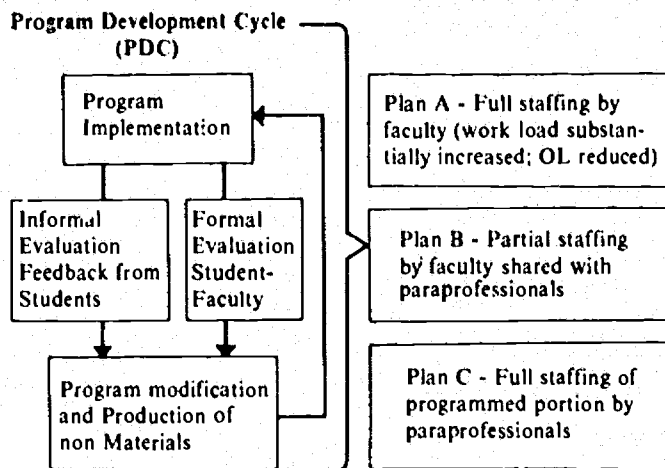 Program Development Cycle
(PDC)
Program
Implementation
Informal
Evaluation
Feedback from
Students
Formal
Evaluation
Student-
Faculty
Program modification
and Production of
non Materials
Plan A - Full staffing by
faculty (work load substan-
tially increased; OL reduced)
Plan B - Partial staffing
by faculty shared with
paraprofessionals
Plan C - Full staffing of
programmed portion by
paraprofessionals